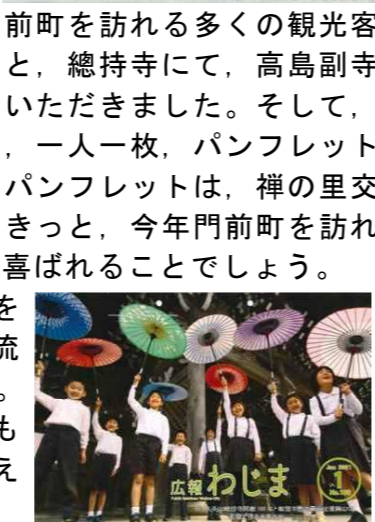 前町を訪れる多くの観光客
と，總持寺にて，高島副寺
いただきました。そして，
，一人一枚，パンフレット
パンフレットは，禅の里交
きっと，今年門前町を訪れ
喜ばれることでしょう。
を
流
。
も
え
広報 わじま
1